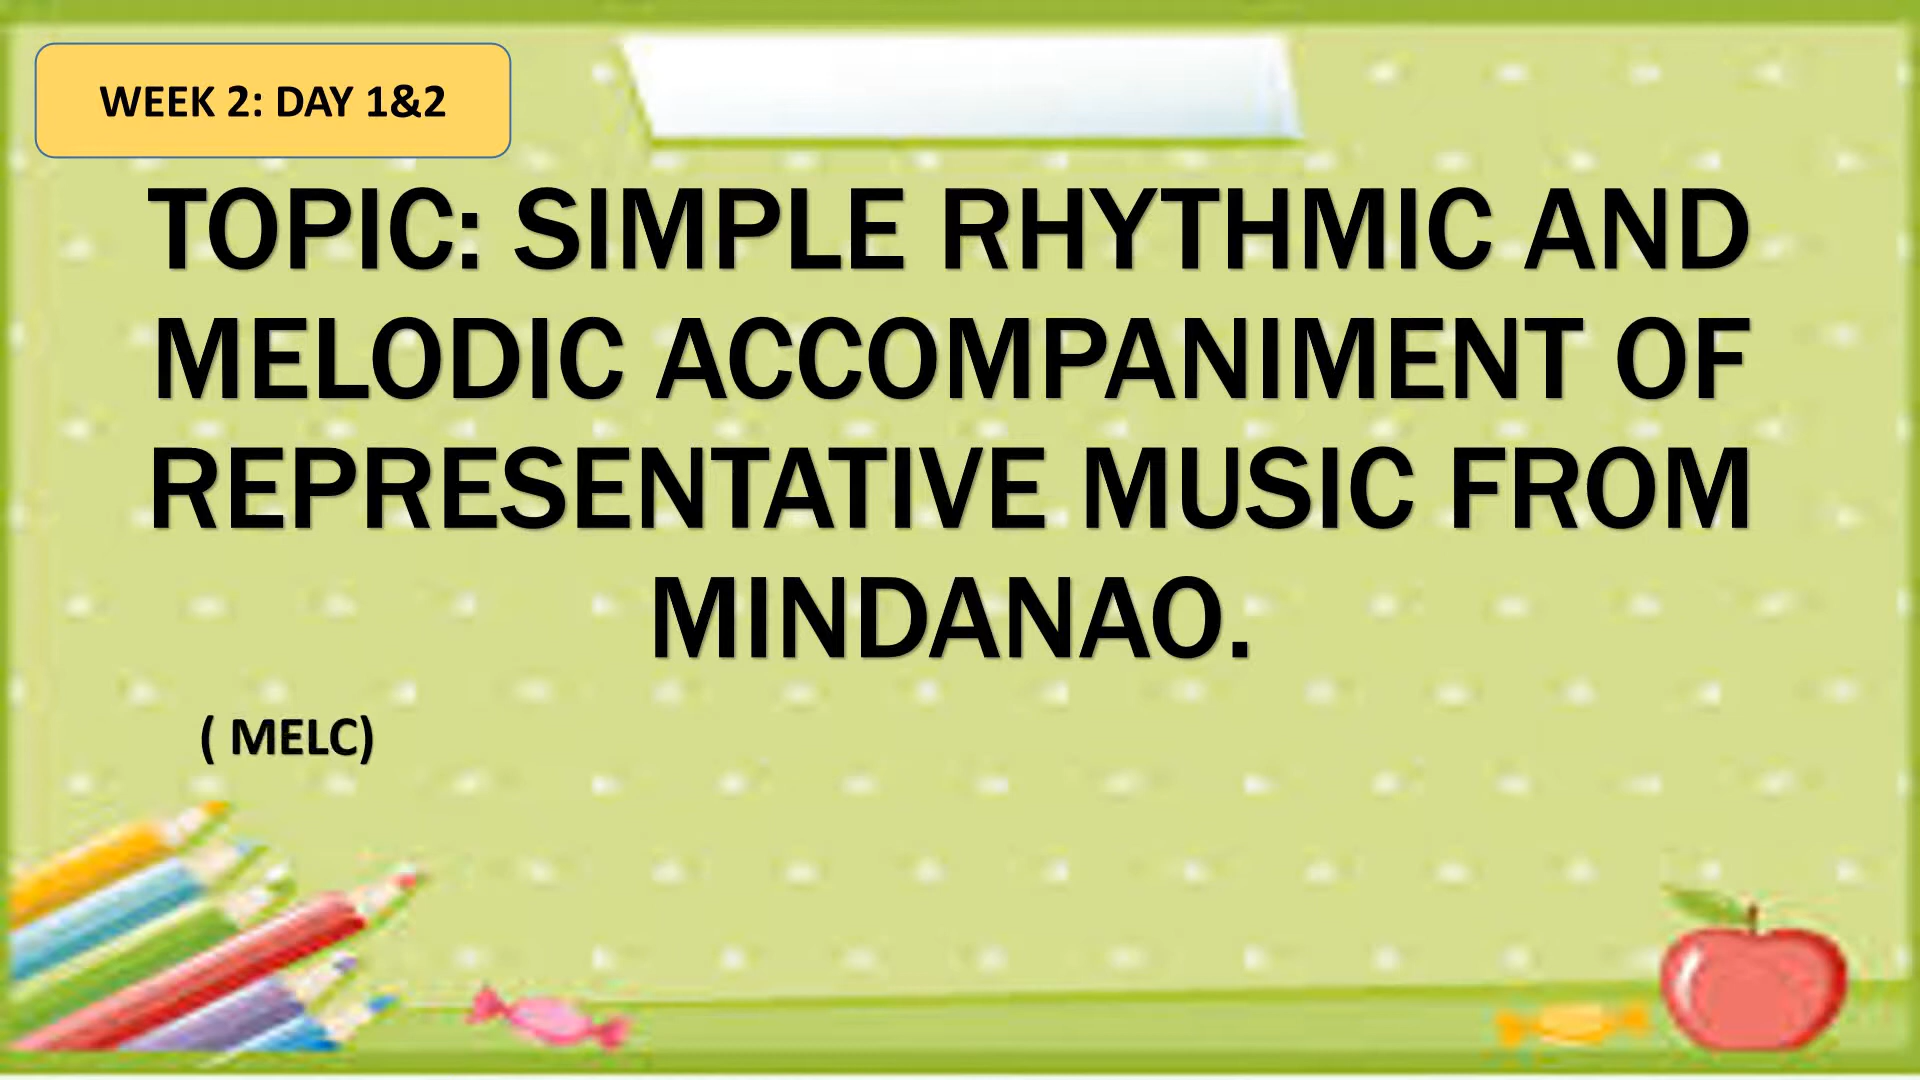 WEEK 2: DAY 1&2
TOPIC: SIMPLE RHYTHMIC AND
MELODIC ACCOMPANIMENT OF
REPRESENTATIVE MUSIC FROM
MINDANAO.
( MELC)